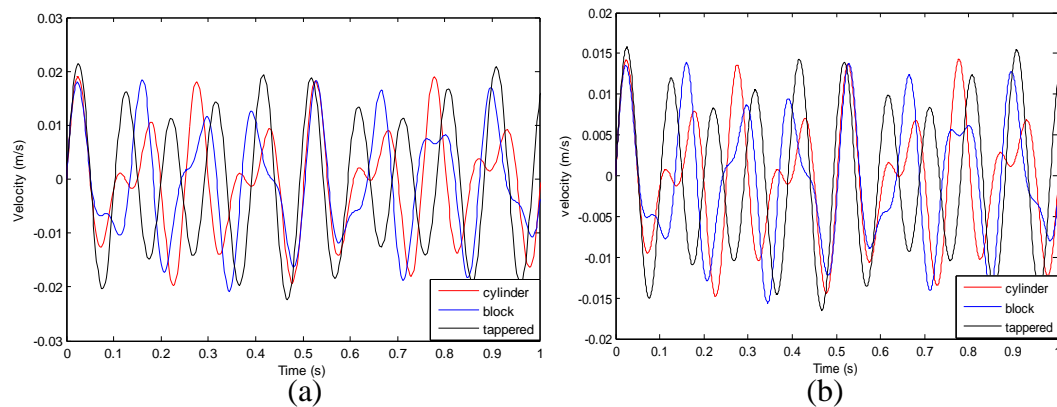 0.03
0.02
0.01
0
-0.01
-0.02
-0.03
Velocity (m/s)
0 0.1 0.2 0.3 0.4 0.5 0.6 0.7 0.8 0.9 1
Time (s)
cylinder
block
tappered
(a)
0.02
0.015
0.01
0.005
0
-0.005
-0.01
-0.015
-0.02
velocity (m/s)
0 0.1 0.2 0.3 0.4 0.5 0.6 0.7 0.8 0.9 1
Time (s)
cylinder
block
tappered
(b)